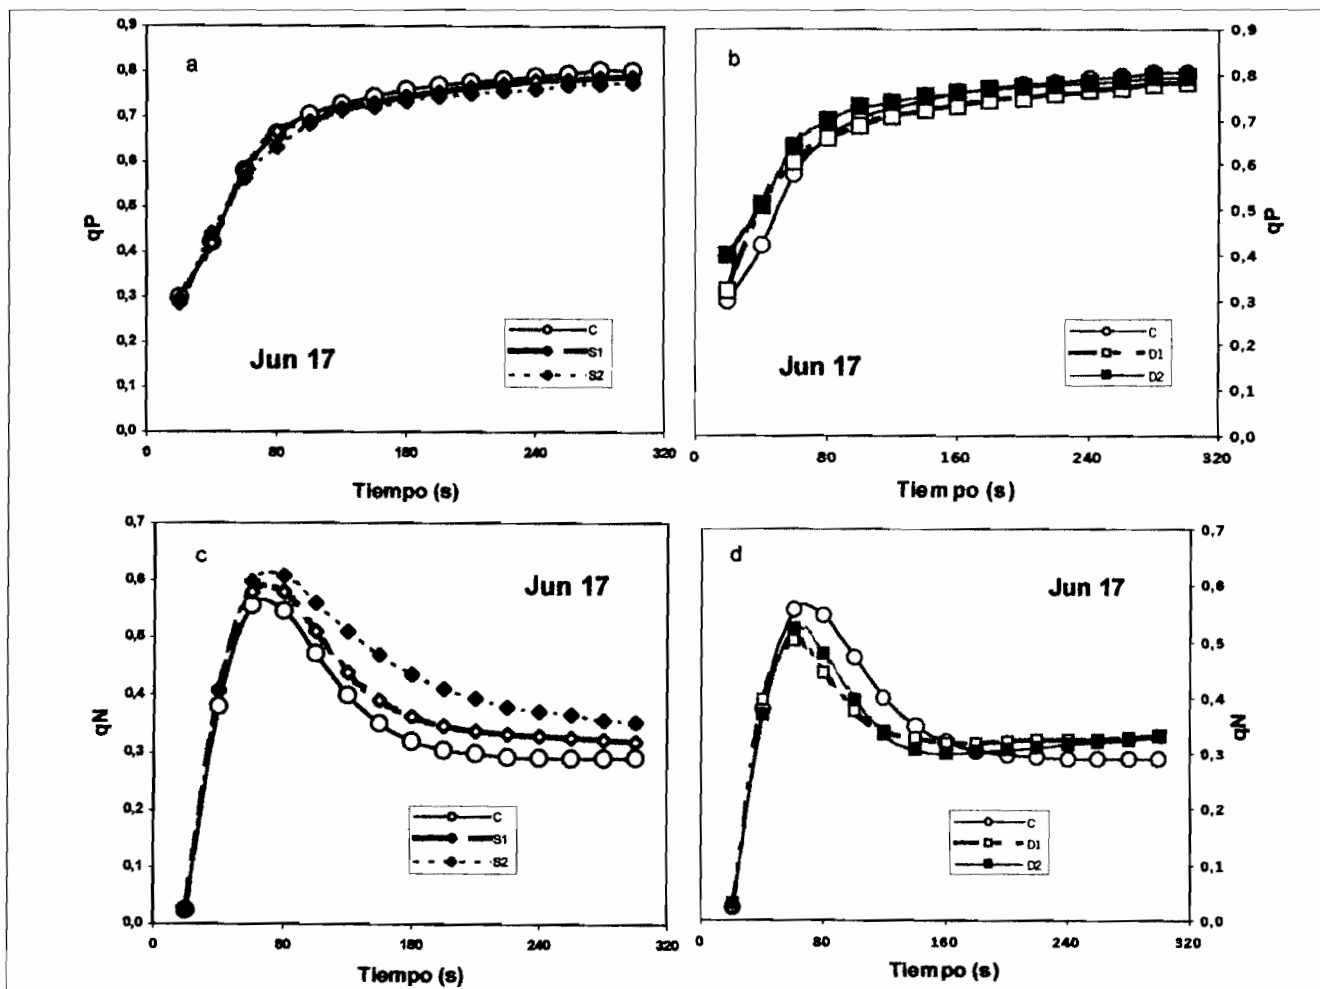 a
0,9
0,8
0,7
0,6
0,5
0,4
0,3
0,2
0,1
0,0
qP
Jun 17
C
S1
S2
0 80 180 240 320
Tiempo (s)
b
0,9
0,8
0,7
0,6
0,5
0,4
0,3
0,2
0,1
0,0
qP
Jun 17
C
D1
D2
0 80 160 240 320
Tiempo (s)
c
0,7
0,6
0,5
0,4
0,3
0,2
0,1
0,0
qN
Jun 17
C
S1
S2
0 80 180 240 320
Tiempo (s)
d
0,7
0,6
0,5
0,4
0,3
0,2
0,1
0,0
qN
Jun 17
C
D1
D2
0 80 160 240 320
Tiempo (s)